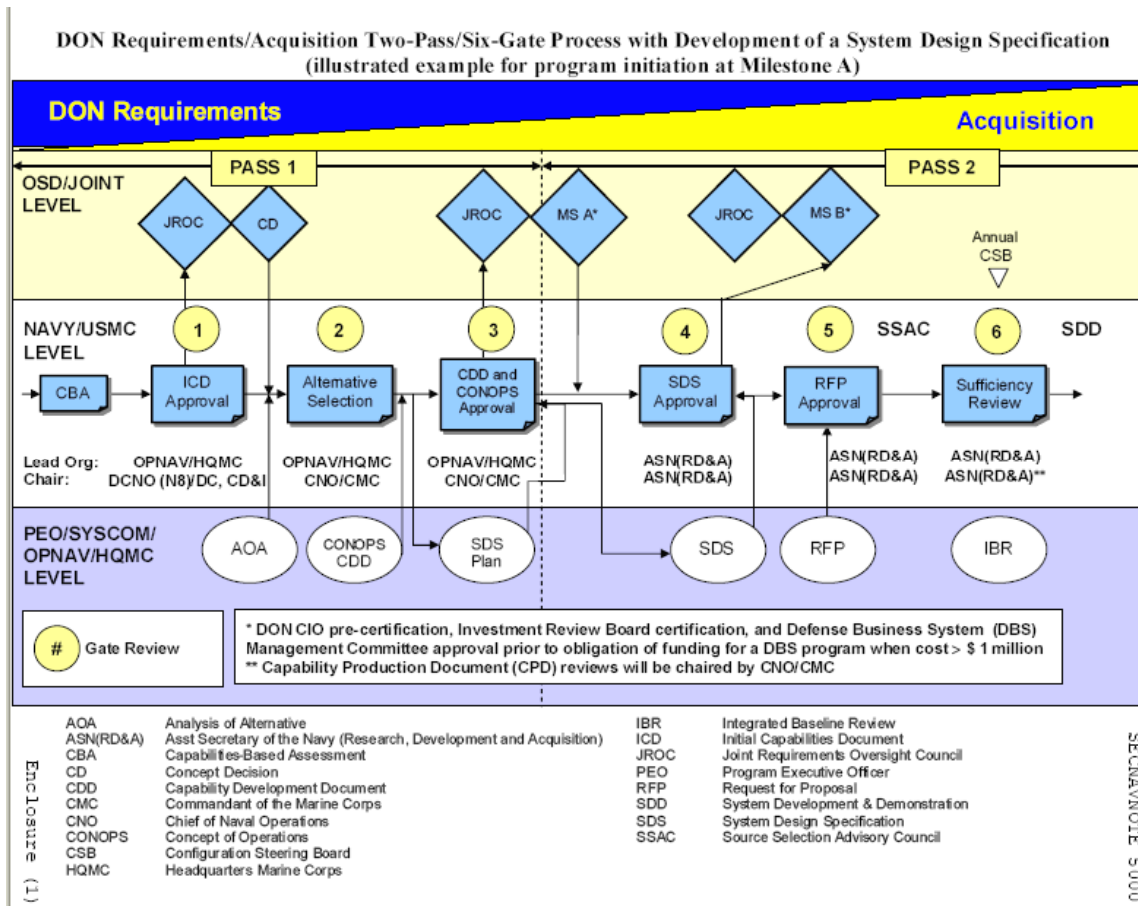 DON Requirements/Acquisition Two-Pass/Six-Gate Process with Development of a System Design Specification
(illustrated example for program initiation at Milestone A)
DON Requirements
Acquisition
PASS 1
PASS 2
OSD/JOINT
LEVEL
JROC
CD
JROC
MS A*
JROC
MS B*
Annual
CSB
NAVY/USMC
LEVEL
1
2
3
4
5
SSAC
6
SDD
CBA
ICD
Approval
Alternative
Selection
CDD and
CONOPS
Approval
SDS
Approval
RFP
Approval
Sufficiency
Review
Lead Org:
Chair:
OPNAV/HQMC
DCNO (N8)/DC, CD&I
OPNAV/HQMC
CNO/CMC
OPNAV/HQMC
CNO/CMC
ASN(RD&A)
ASN(RD&A)
ASN(RD&A)
ASN(RD&A)
ASN(RD&A)
ASN(RD&A)**
PEO/SYSCOM/
OPNAV/HQMC
LEVEL
AOA
CONOPS
CDD
SDS
Plan
SDS
RFP
IBR
# Gate Review
* DON CIO pre-certification, Investment Review Board certification, and Defense Business System (DBS)
Management Committee approval prior to obligation of funding for a DBS program when cost > $ 1 million
** Capability Production Document (CPD) reviews will be chaired by CNO/CMC
AOA Analysis of Alternative
ASN(RD&A) Asst Secretary of the Navy (Research, Development and Acquisition)
CBA Capabilities-Based Assessment
CD Concept Decision
CDD Capability Development Document
CMC Commandant of the Marine Corps
CNO Chief of Naval Operations
CONOPS Concept of Operations
CSB Configuration Steering Board
HQMC Headquarters Marine Corps
IBR Integrated Baseline Review
ICD Initial Capabilities Document
JROC Joint Requirements Oversight Council
PEO Program Executive Officer
RFP Request for Proposal
SDD System Development & Demonstration
SDS System Design Specification
SSAC Source Selection Advisory Council
Enclosure (1)
SECNAVNOTE 5000